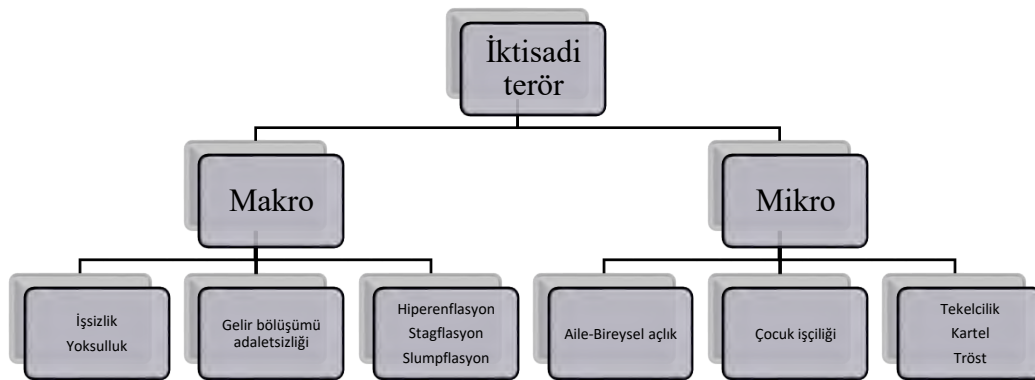 İktisadi
terör
Makro
Mikro
İşsizlik
Yoksulluk
Gelir bölüşümü
adaletsizliği
Hiperenflasyon
Stagflasyon
Slumpflasyon
Aile-Bireysel açlık
Çocuk işçiliği
Tekelcilik
Kartel
Tröst